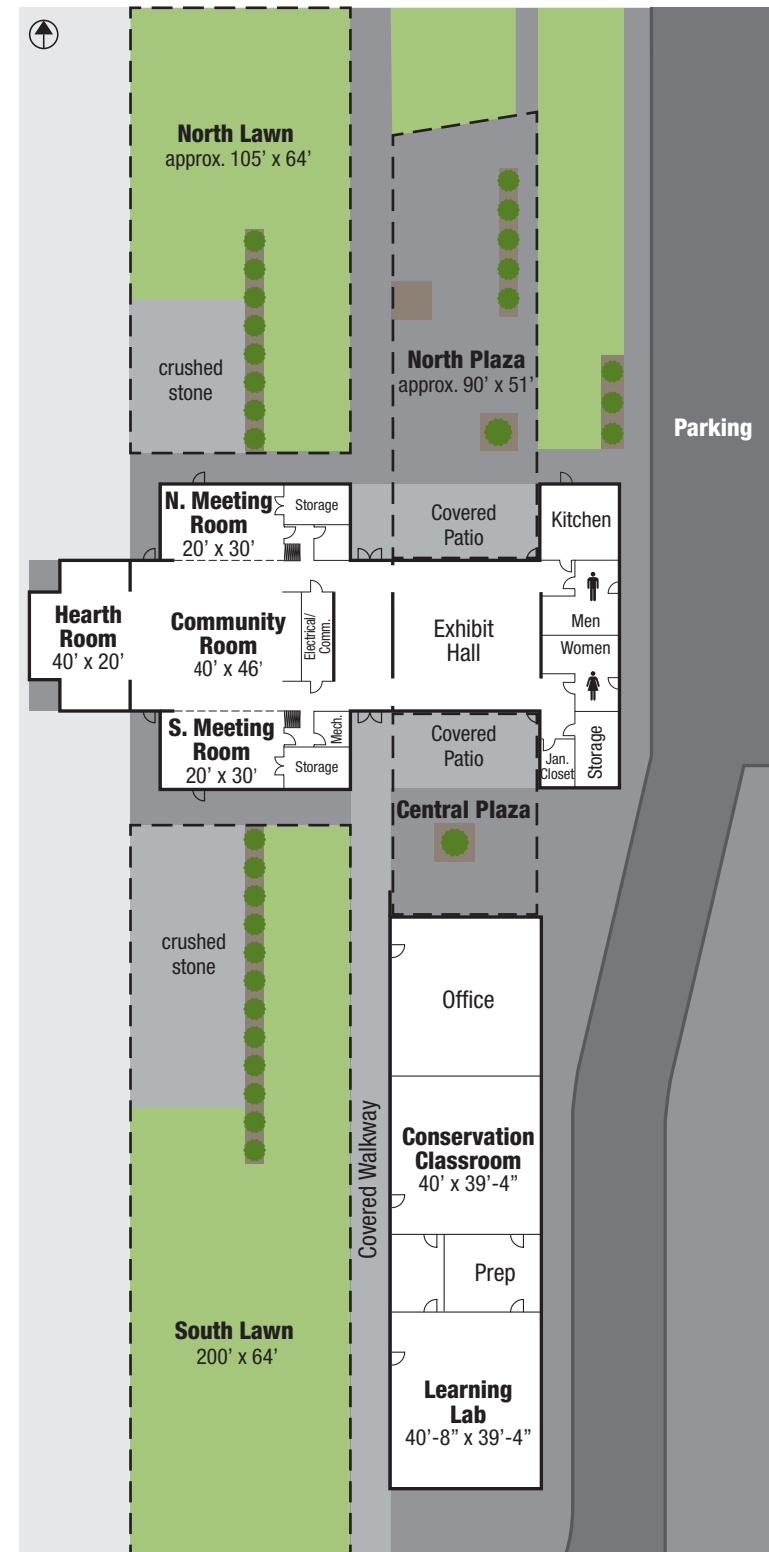 North Lawn
approx. 105’ x 64’
crushed
stone
North Plaza
approx. 90’ x 51’
Parking
N. Meeting
Room
20’ x 30’
Storage
Covered
Patio
Kitchen
Hearth
Room
40’ x 20’
Community
Room
40’ x 46’
Electrical/
Comm.
Exhibit
Hall
Men
Women
S. Meeting
Room
20’ x 30’
Mech.
Storage
Covered
Patio
Jan.
Closet
Storage
Central Plaza
crushed
stone
Office
Covered Walkway
Conservation
Classroom
40’ x 39’-4”
Prep
South Lawn
200’ x 64’
Learning
Lab
40’-8” x 39’-4”